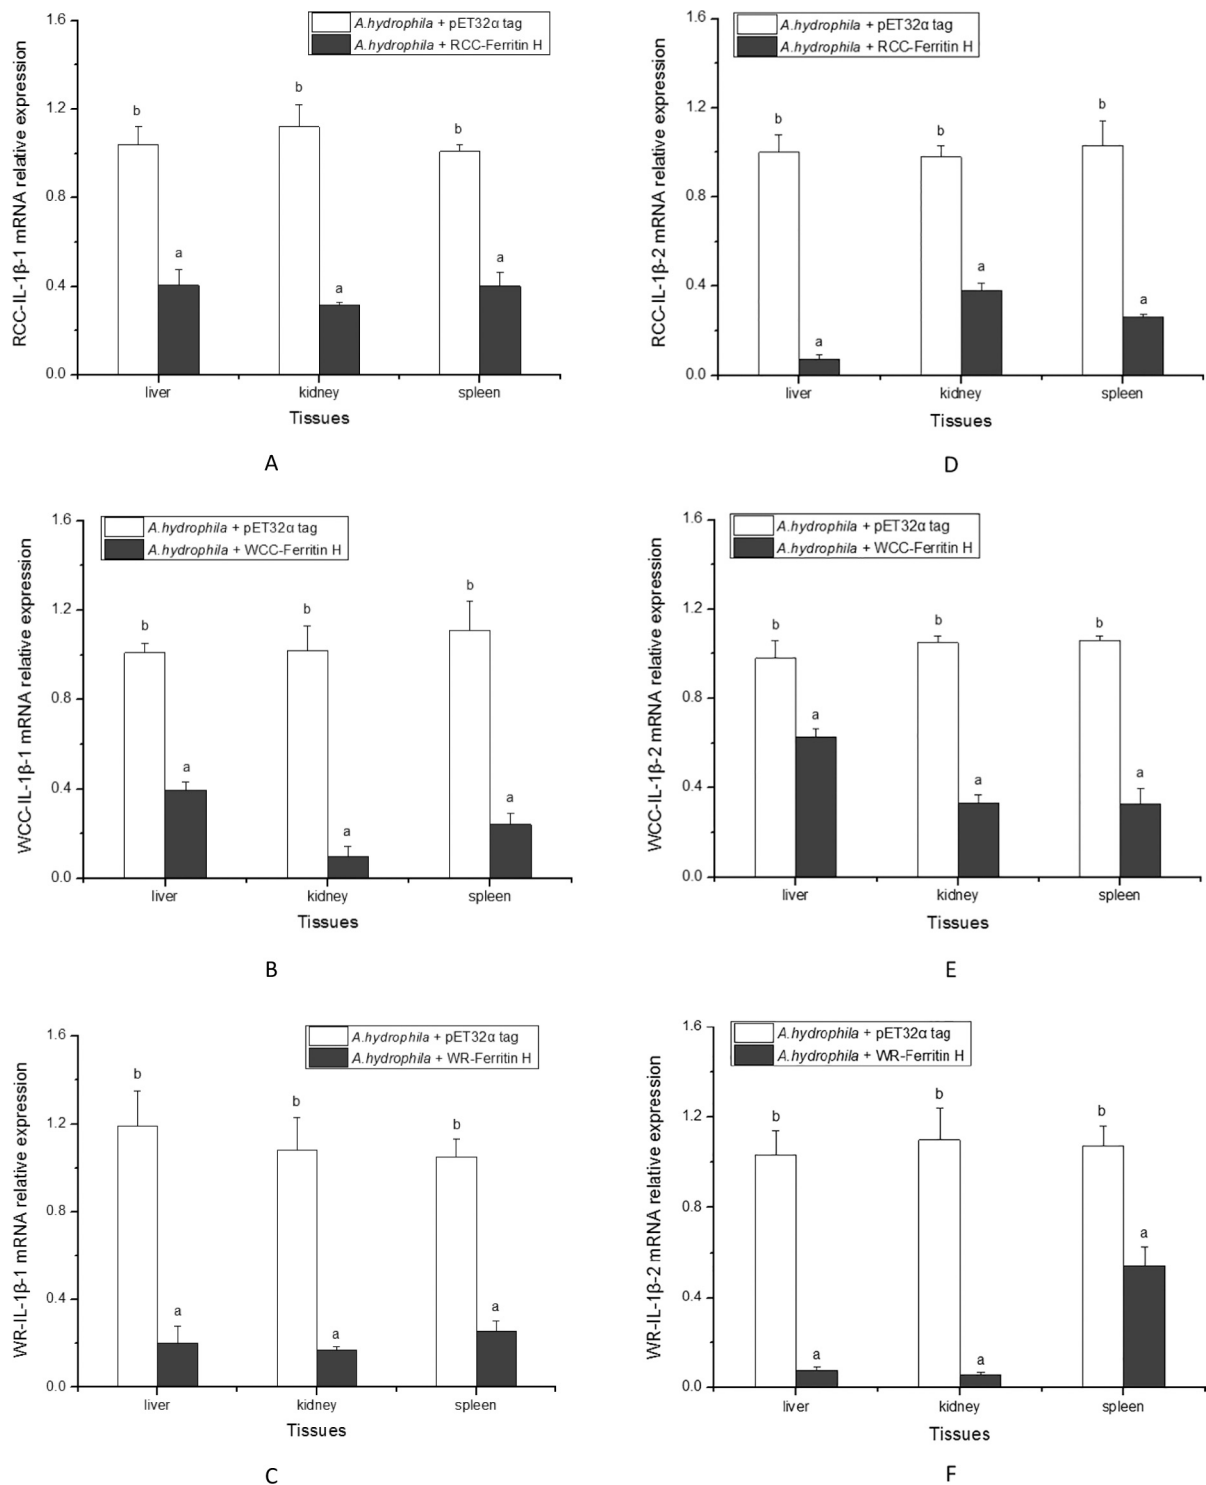 A.hydrophila + pET32α tag
A.hydrophila + RCC-Ferritin H
RCC-IL-1β-1 mRNA relative expression
1.6
1.2
0.8
0.4
0.0
b
a
b
a
b
a
liver
kidney
spleen
Tissues
A
A.hydrophila + pET32α tag
A.hydrophila + RCC-Ferritin H
RCC-IL-1β-2 mRNA relative expression
1.6
1.2
0.8
0.4
0.0
b
a
b
a
b
a
liver
kidney
spleen
Tissues
D
A.hydrophila + pET32α tag
A.hydrophila + WCC-Ferritin H
WCC-IL-1β-1 mRNA relative expression
1.6
1.2
0.8
0.4
0.0
b
a
b
a
b
a
liver
kidney
spleen
Tissues
B
A.hydrophila + pET32α tag
A.hydrophila + WCC-Ferritin H
WCC-IL-1β-2 mRNA relative expression
1.6
1.2
0.8
0.4
0.0
b
a
b
a
b
a
liver
kidney
spleen
Tissues
E
A.hydrophila + pET32α tag
A.hydrophila + WR-Ferritin H
WR-IL-1β-1 mRNA relative expression
1.6
1.2
0.8
0.4
0.0
b
a
b
a
b
a
liver
kidney
spleen
Tissues
C
A.hydrophila + pET32α tag
A.hydrophila + WR-Ferritin H
WR-IL-1β-2 mRNA relative expression
1.6
1.2
0.8
0.4
0.0
b
a
b
a
b
a
liver
kidney
spleen
Tissues
F